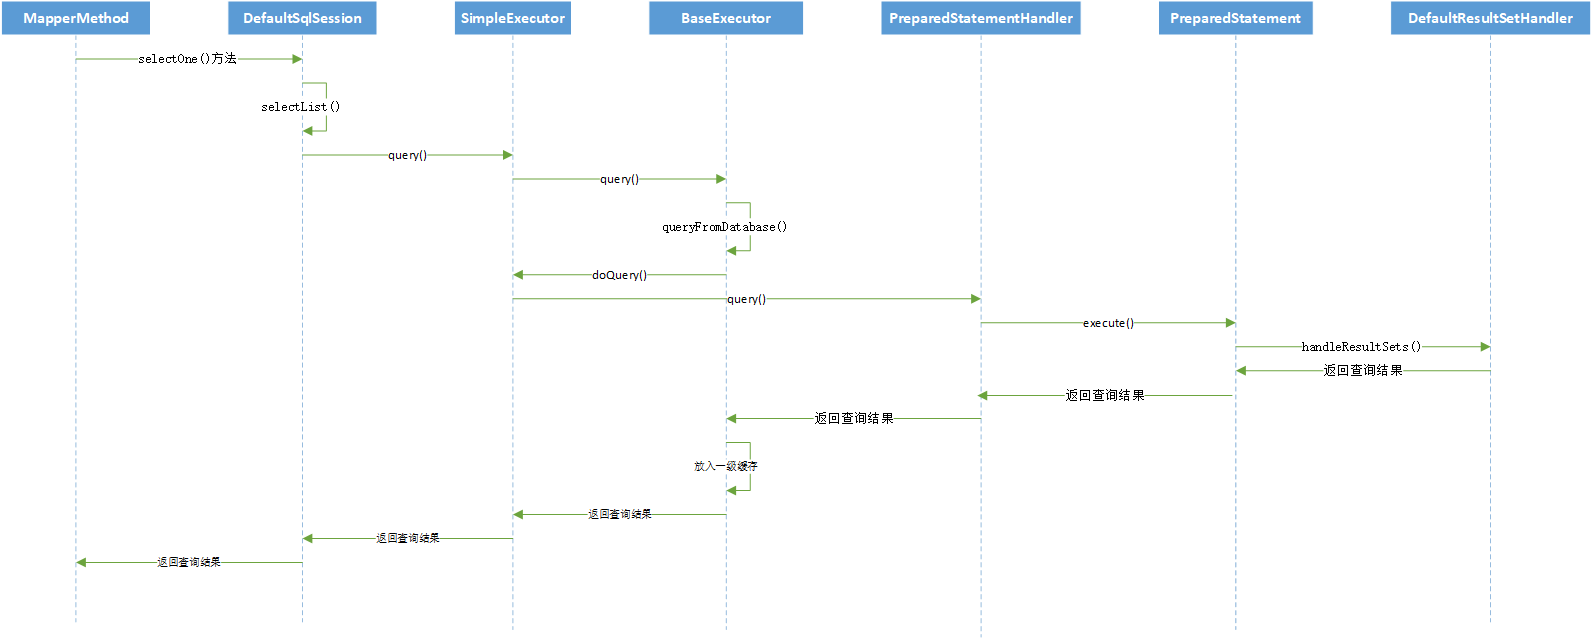 MapperMethod
DefaultSqlSession
SimpleExecutor
BaseExecutor
PreparedStatementHandler
PreparedStatement
DefaultResultSetHandler
selectOne()方法
selectList()
query()
query()
queryFromDatabase()
doQuery()
query()
execute()
handleResultSets()
返回查询结果
返回查询结果
返回查询结果
放入一级缓存
返回查询结果
返回查询结果
返回查询结果